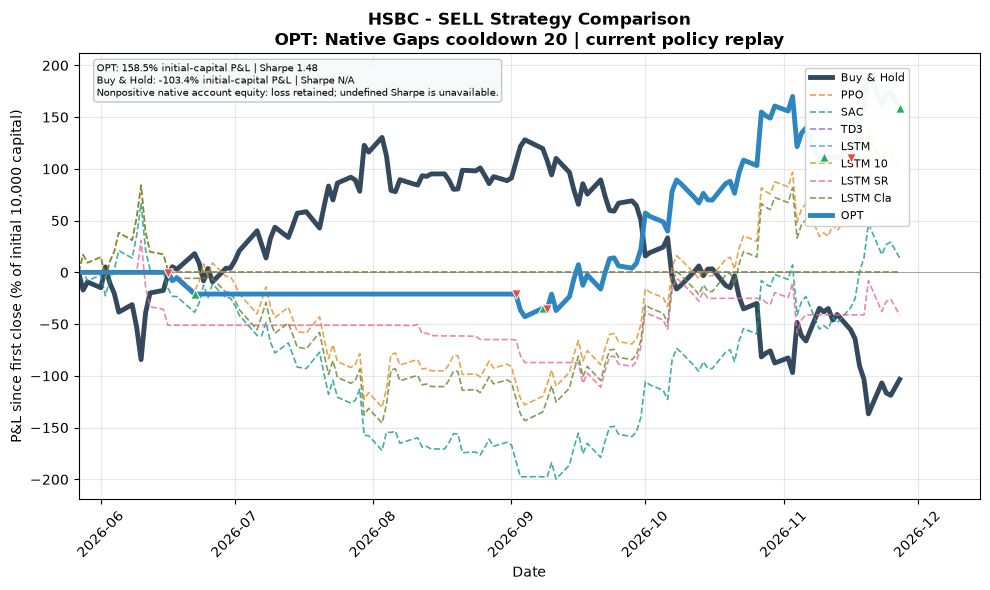 HSBC - SELL Strategy Comparison
OPT: Native Gaps cooldown 20 | current policy replay
OPT: 158.5% initial-capital P&L | Sharpe 1.48
Buy & Hold: -103.4% initial-capital P&L | Sharpe N/A
Nonpositive native account equity: loss retained; undefined Sharpe is unavailable.
Buy & Hold
PPO
SAC
TD3
LSTM
LSTM 10
LSTM SR
LSTM Cla
OPT
P&L since first close (% of initial 10,000 capital)
200
150
100
50
0
−50
−100
−150
−200
2026-06
2026-07
2026-08
2026-09
2026-10
2026-11
2026-12
Date